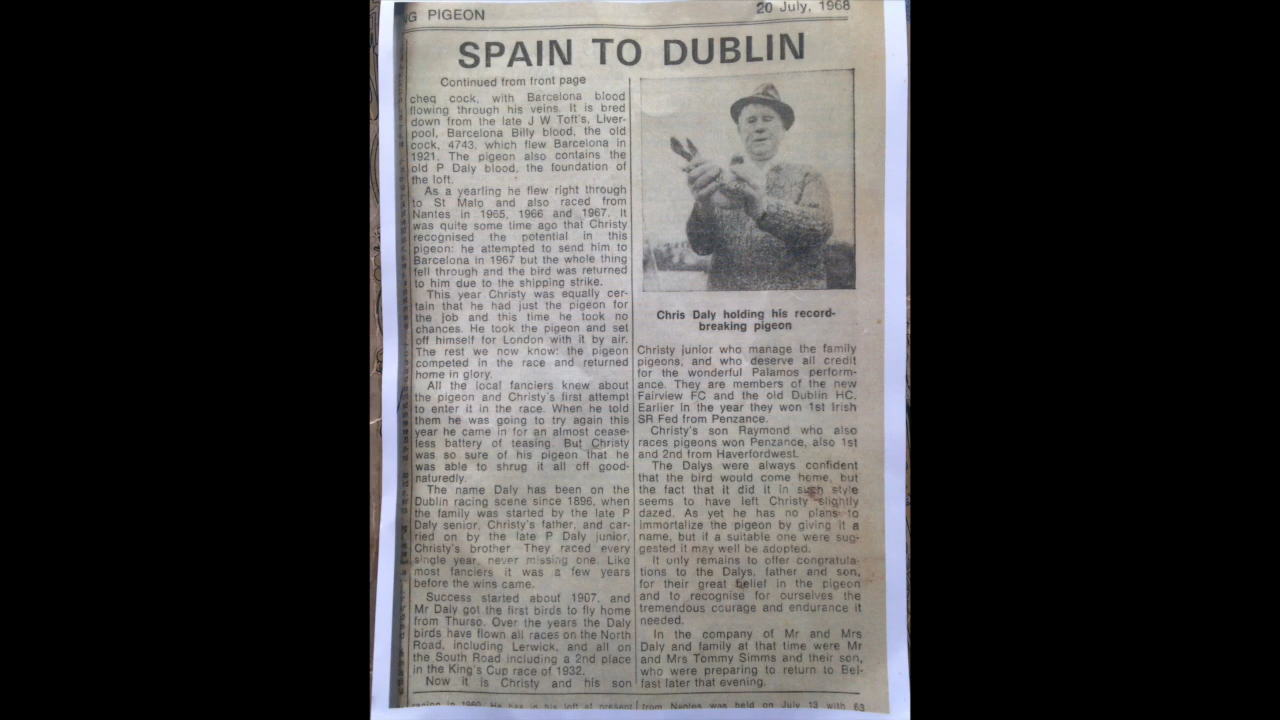 G PIGEON
20 July, 1968
SPAIN TO DUBLIN
Continued from front page
cheq cock, with Barcelona blood
flowing through his veins. It is bred
down from the late J W Toft's, Liver-
pool, Barcelona Billy blood, the old
cock, 4743, which flew Barcelona in
1921. The pigeon also contains the
old P Daly blood, the foundation of
the loft.
As a yearling he flew right through
to St Malo and also raced from
Nantes in 1965, 1966 and 1967. It
was quite some time ago that Christy
recognised the potential in this
pigeon: he attempted to send him to
Barcelona in 1967 but the whole thing
fell through and the bird was returned
to him due to the shipping strike.
This year Christy was equally cer-
tain that he had just the pigeon for
the job and this time he took no
chances. He took the pigeon and set
off himself for London with it by air.
The rest we now know: the pigeon
competed in the race and returned
home in glory.
All the local fanciers knew about
the pigeon and Christy's first attempt
to enter it in the race. When he told
them he was going to try again this
year he came in for an almost cease-
less battery of teasing. But Christy
was so sure of his pigeon that he
was able to shrug it all off good-
naturedly.
The name Daly has been on the
Dublin racing scene since 1896, when
the family was started by the late P
Daly senior, Christy's father, and car-
ried on by the late P Daly junior,
Christy's brother. They raced every
single year, never missing one. Like
most fanciers it was a few years
before the wins came.
Success started about 1907, and
Mr Daly got the first birds to fly home
from Thurso. Over the years the Daly
birds have flown all races on the North
Road, including Lerwick, and all on
the South Road including a 2nd place
in the King's Cup race of 1932.
Now it is Christy and his son
Chris Daly holding his record-
breaking pigeon
Christy junior who manage the family
pigeons, and who deserve all credit
for the wonderful Palamos perform-
ance. They are members of the new
Fairview FC and the old Dublin HC.
Earlier in the year they won 1st Irish
SR Fed from Penzance.
Christy's son Raymond who also
races pigeons won Penzance, also 1st
and 2nd from Haverfordwest.
The Dalys were always confident
that the bird would come home, but
the fact that it did it in such style
seems to have left Christy slightly
dazed. As yet he has no plans to
immortalize the pigeon by giving it a
name, but if a suitable one were sug-
gested it may well be adopted.
It only remains to offer congratula-
tions to the Dalys, father and son,
for their great belief in the pigeon
and to recognise for ourselves the
tremendous courage and endurance it
needed.
In the company of Mr and Mrs
Daly and family at that time were Mr
and Mrs Tommy Simms and their son,
who were preparing to return to Bel-
fast later that evening.
racing in 1960. He has in his loft at present
from Nantes was held on July 13 with 63